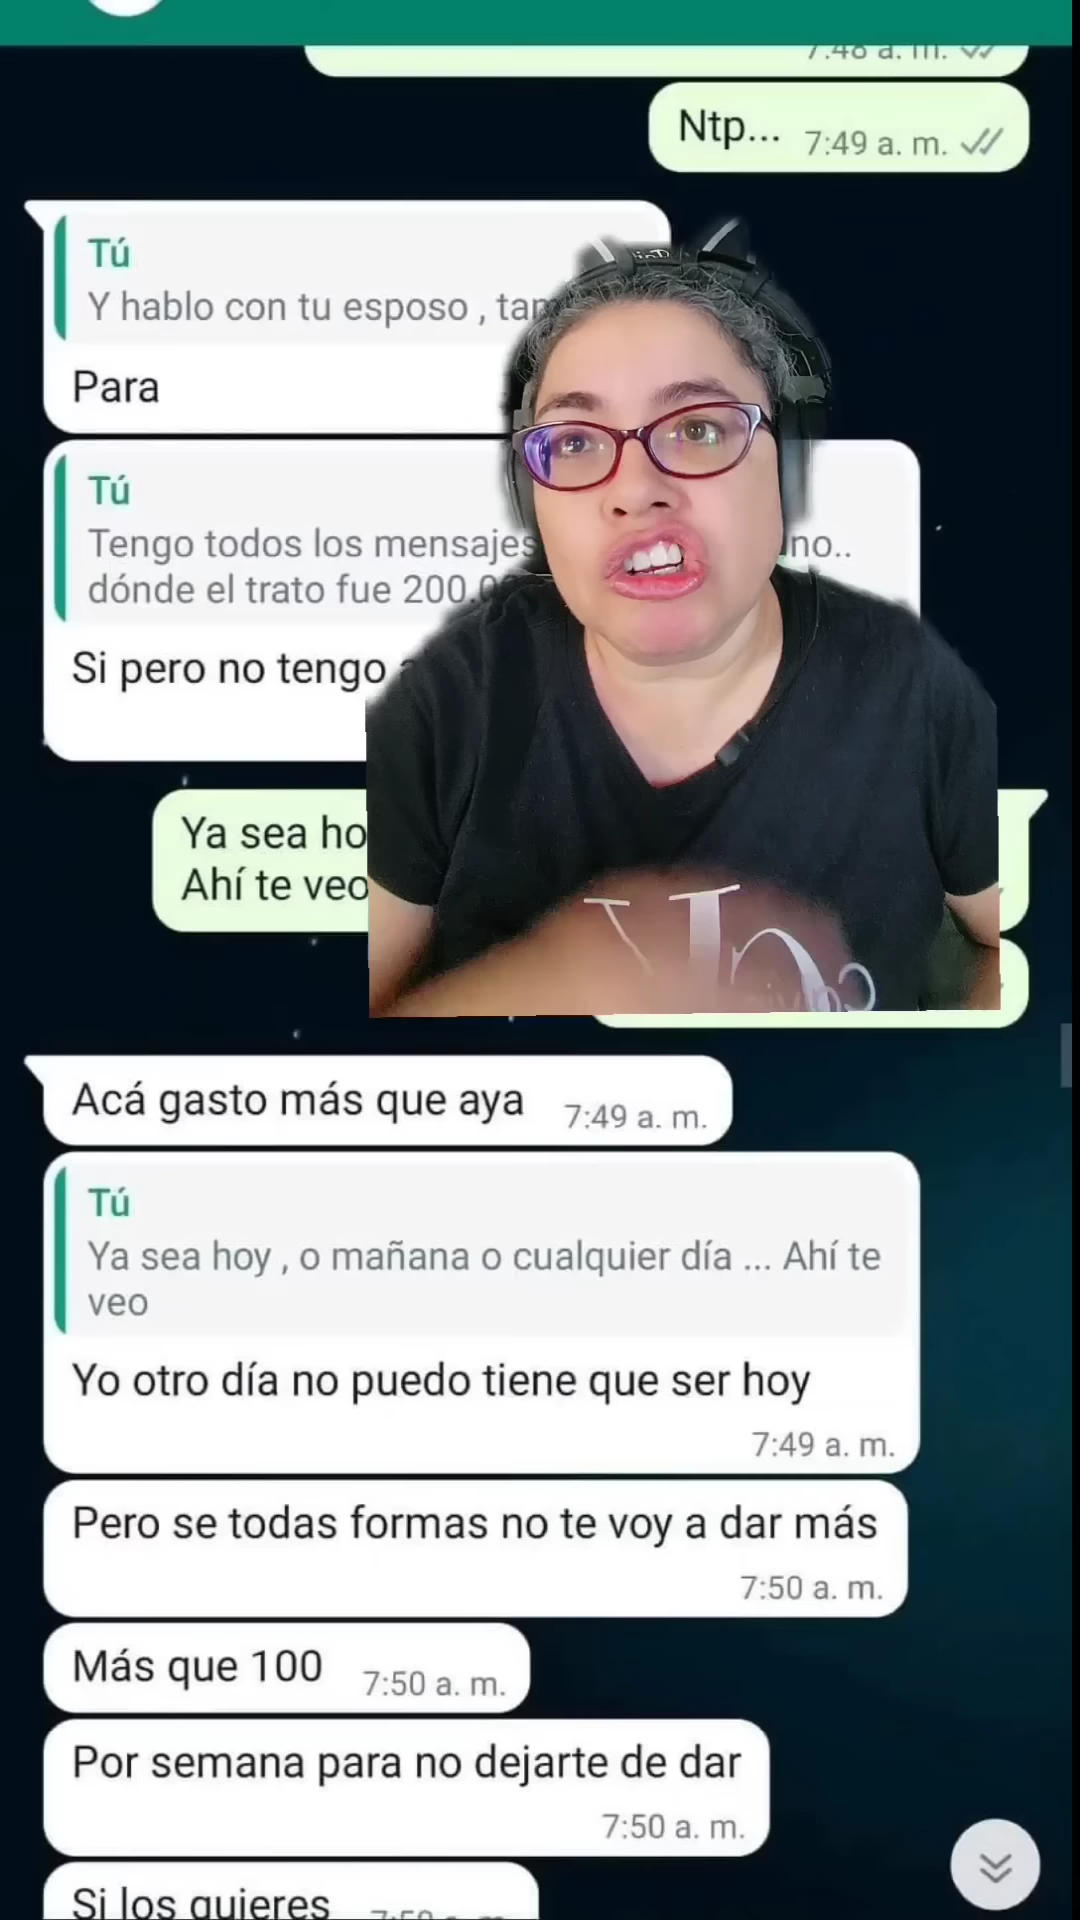 7:48 a. m.
Ntp... 7:49 a. m.
Tú
Y hablo con tu esposo ,
Para
Tú
Tengo todos los mensajes
dónde el trato fue
Si pero no tengo
Ya sea
Ahí te veo
Acá gasto más que aya 7:49 a. m.
Tú
Ya sea hoy , o mañana o cualquier día ... Ahí te
veo
Yo otro día no puedo tiene que ser hoy
7:49 a. m.
Pero se todas formas no te voy a dar más
7:50 a. m.
Más que 100 7:50 a. m.
Por semana para no dejarte de dar
7:50 a. m.
Si los quieres